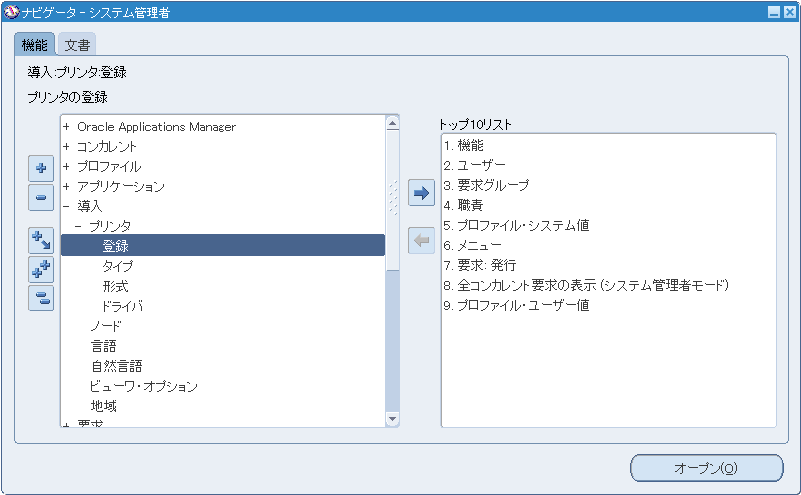 ナビゲータ - システム管理者
機能 文書
導入:プリンタ:登録
プリンタの登録
+ Oracle Applications Manager
+ コンカレント
+ プロファイル
+ アプリケーション
- 導入
- プリンタ
登録
タイプ
形式
ドライバ
ノード
言語
自然言語
ビューワ・オプション
地域
+ 要求
トップ10リスト
1. 機能
2. ユーザー
3. 要求グループ
4. 職責
5. プロファイル・システム値
6. メニュー
7. 要求: 発行
8. 全コンカレント要求の表示 (システム管理者モード)
9. プロファイル・ユーザー値
オープン(O)